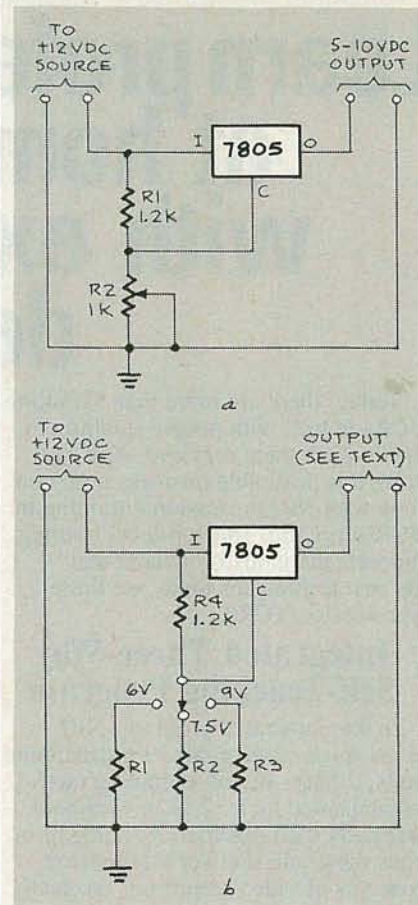 TO
+12VDC
SOURCE
5-10VDC
OUTPUT
I
7805
O
C
R1
1.2K
R2
1K
a
TO
+12VDC
SOURCE
OUTPUT
(SEE TEXT)
I
7805
O
C
R4
1.2K
6V
9V
7.5V
R1
R2
R3
b